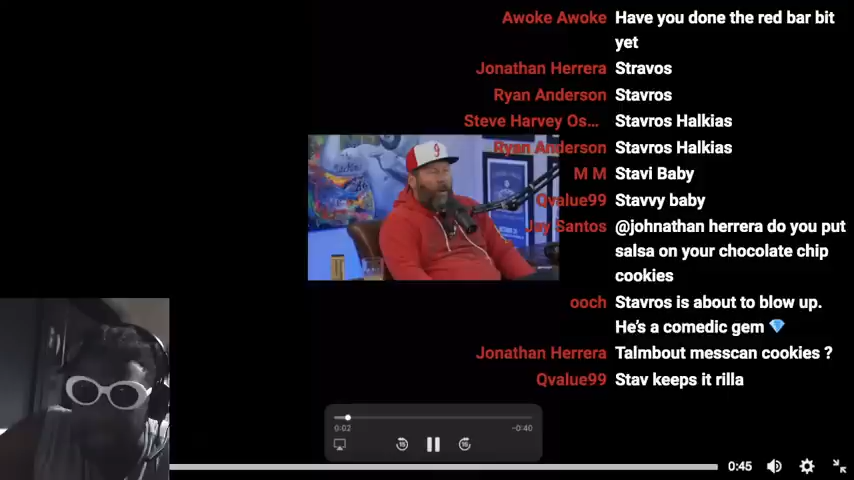 Awoke Awoke Have you done the red bar bit
yet
Jonathan Herrera Stravos
Ryan Anderson Stavros
Steve Harvey Os... Stavros Halkias
Ryan Anderson Stavros Halkias
M M Stavi Baby
Qvalue99 Stavvy baby
Jay Santos @johnathan herrera do you put
salsa on your chocolate chip
cookies
ooch Stavros is about to blow up.
He's a comedic gem 💎
Jonathan Herrera Talmbout messcan cookies ?
Qvalue99 Stav keeps it rilla
0:02 -0:40
15 15
0:45